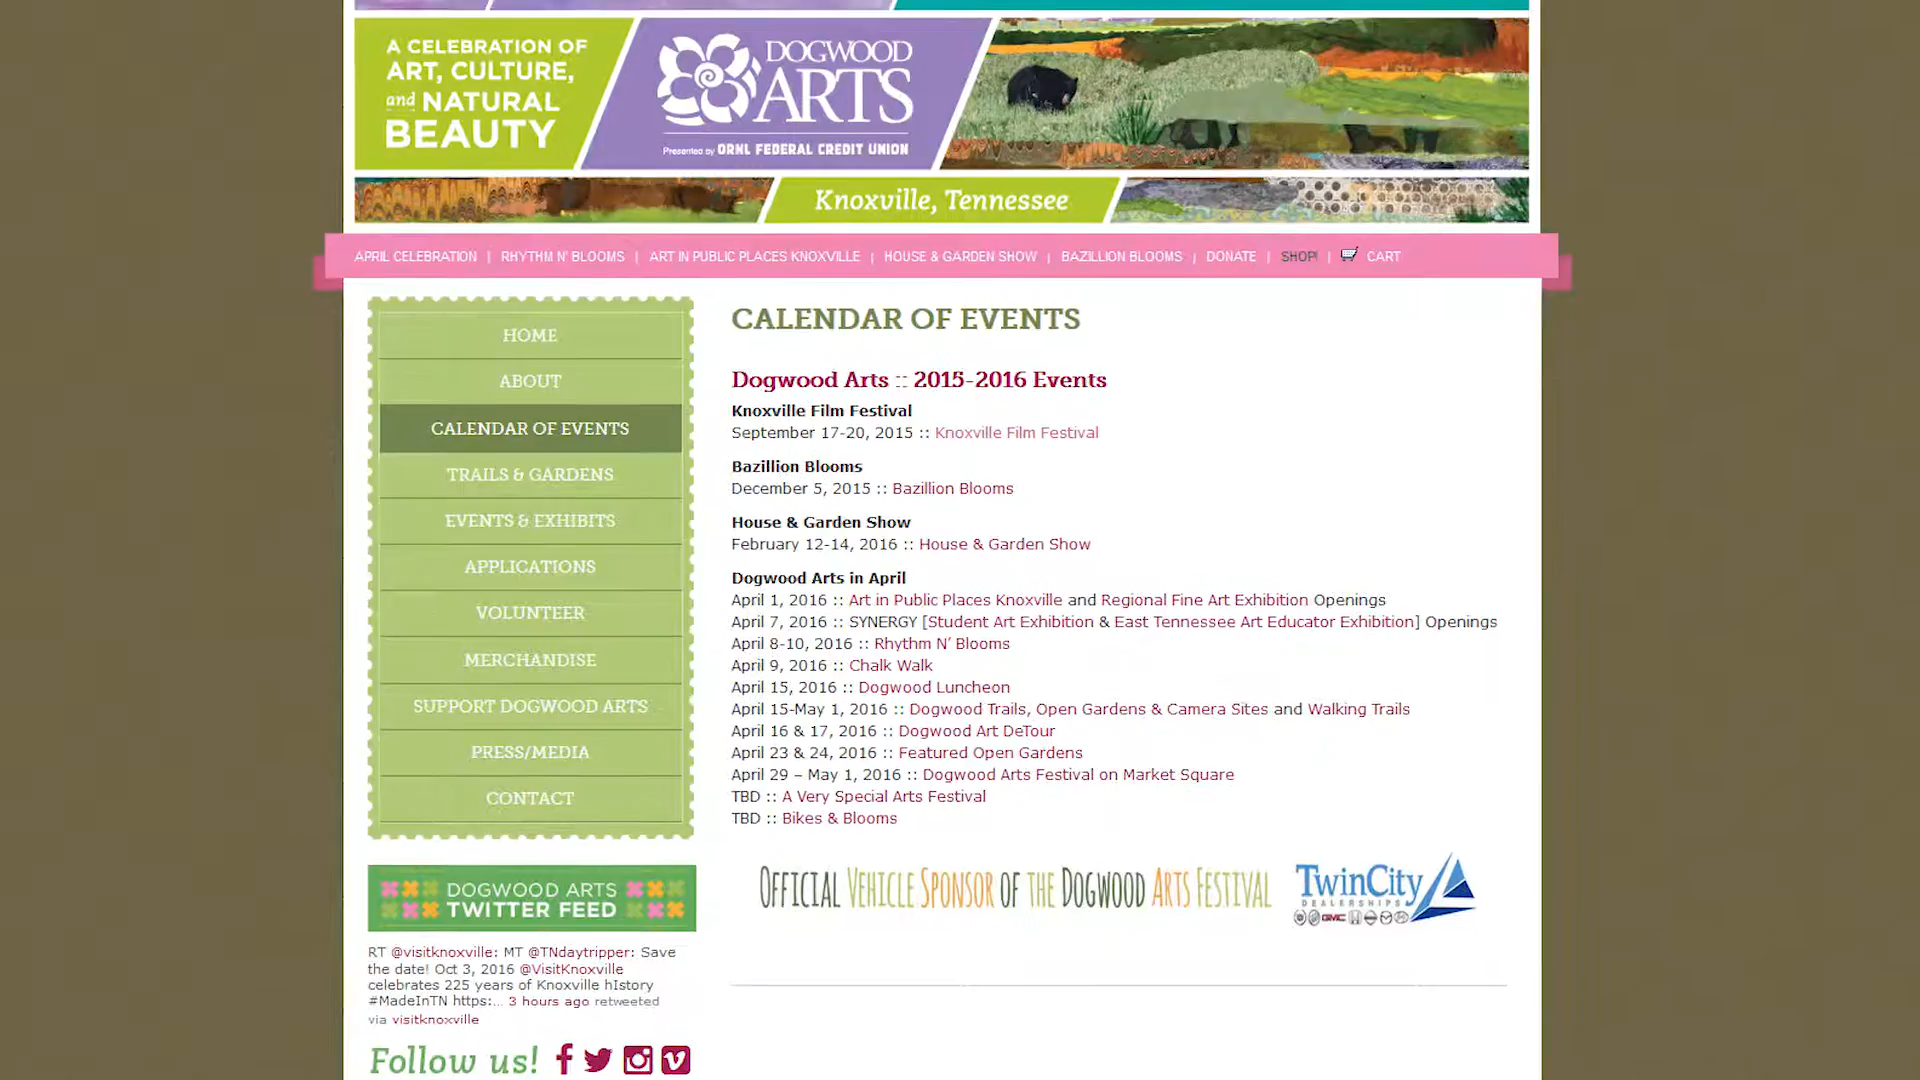 A CELEBRATION OF
ART, CULTURE,
and NATURAL
BEAUTY
DOGWOOD
ARTS
Presented by ORNL FEDERAL CREDIT UNION
Knoxville, Tennessee
APRIL CELEBRATION | RHYTHM N' BLOOMS | ART IN PUBLIC PLACES KNOXVILLE | HOUSE & GARDEN SHOW | BAZILLION BLOOMS | DONATE | SHOP! | CART
HOME
ABOUT
CALENDAR OF EVENTS
TRAILS & GARDENS
EVENTS & EXHIBITS
APPLICATIONS
VOLUNTEER
MERCHANDISE
SUPPORT DOGWOOD ARTS
PRESS/MEDIA
CONTACT
DOGWOOD ARTS
TWITTER FEED
RT @visitknoxville: MT @TNdaytripper: Save
the date! Oct 3, 2016 @VisitKnoxville
celebrates 225 years of Knoxville hIstory
#MadeInTN https:... 3 hours ago retweeted
via visitknoxville
Follow us!
CALENDAR OF EVENTS
Dogwood Arts :: 2015-2016 Events
Knoxville Film Festival
September 17-20, 2015 :: Knoxville Film Festival
Bazillion Blooms
December 5, 2015 :: Bazillion Blooms
House & Garden Show
February 12-14, 2016 :: House & Garden Show
Dogwood Arts in April
April 1, 2016 :: Art in Public Places Knoxville and Regional Fine Art Exhibition Openings
April 7, 2016 :: SYNERGY [Student Art Exhibition & East Tennessee Art Educator Exhibition] Openings
April 8-10, 2016 :: Rhythm N’ Blooms
April 9, 2016 :: Chalk Walk
April 15, 2016 :: Dogwood Luncheon
April 15-May 1, 2016 :: Dogwood Trails, Open Gardens & Camera Sites and Walking Trails
April 16 & 17, 2016 :: Dogwood Art DeTour
April 23 & 24, 2016 :: Featured Open Gardens
April 29 – May 1, 2016 :: Dogwood Arts Festival on Market Square
TBD :: A Very Special Arts Festival
TBD :: Bikes & Blooms
OFFICIAL VEHICLE SPONSOR OF THE DOGWOOD ARTS FESTIVAL
TwinCity
DEALERSHIPS
GMC